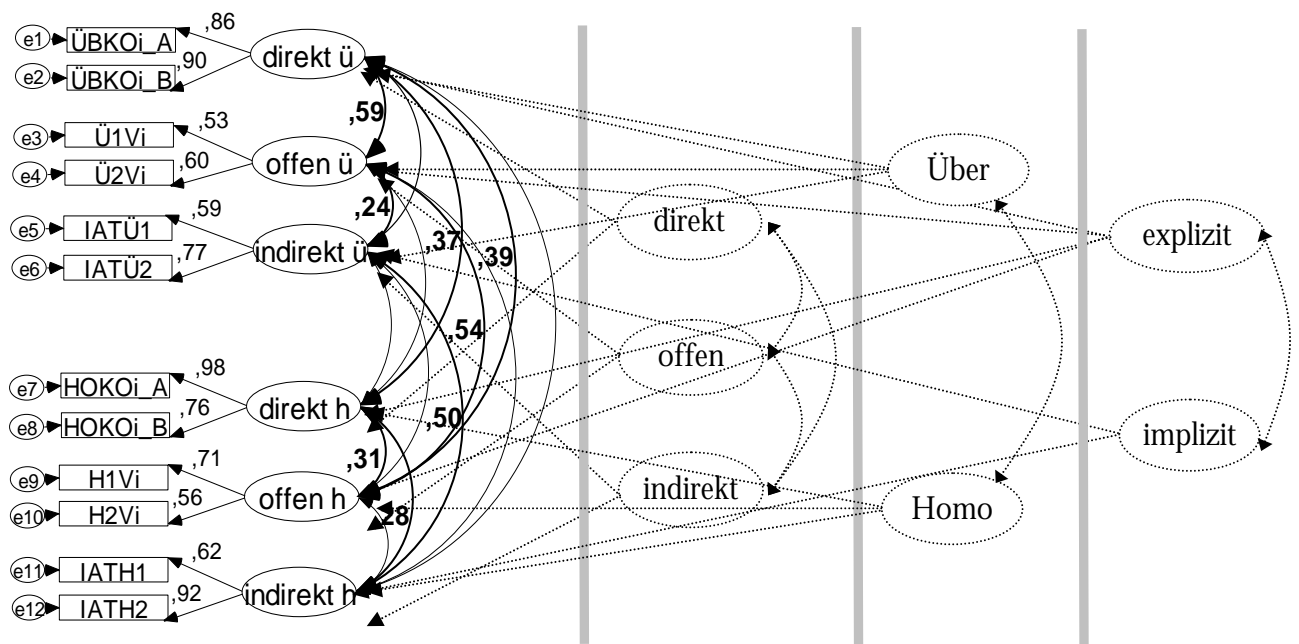 ,86
e1 ÜBKOi_A
direkt ü
,90
e2 ÜBKOi_B
,59
,53
e3 Ü1Vi
offen ü
,60
e4 Ü2Vi
Über
,24
,59
e5 IATÜ1
direkt
,37
,39
explizit
indirekt ü
,77
e6 IATÜ2
,54
offen
,98
e7 HOKOi_A
direkt h
,50
,76
e8 HOKOi_B
implizit
,31
,71
e9 H1Vi
indirekt
offen h
,56
e10 H2Vi
,28
Homo
,62
e11 IATH1
indirekt h
,92
e12 IATH2